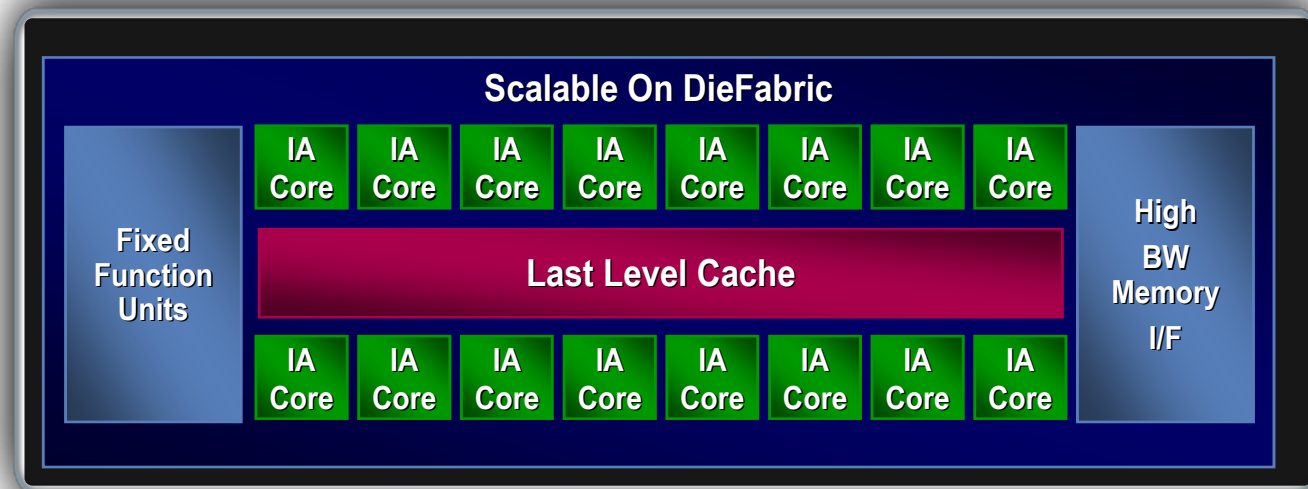 Scalable On DieFabric
IA IA IA IA IA IA IA IA
Core Core Core Core Core Core Core Core
Fixed
Function
Units
Last Level Cache
High
BW
Memory
I/F
IA IA IA IA IA IA IA IA
Core Core Core Core Core Core Core Core